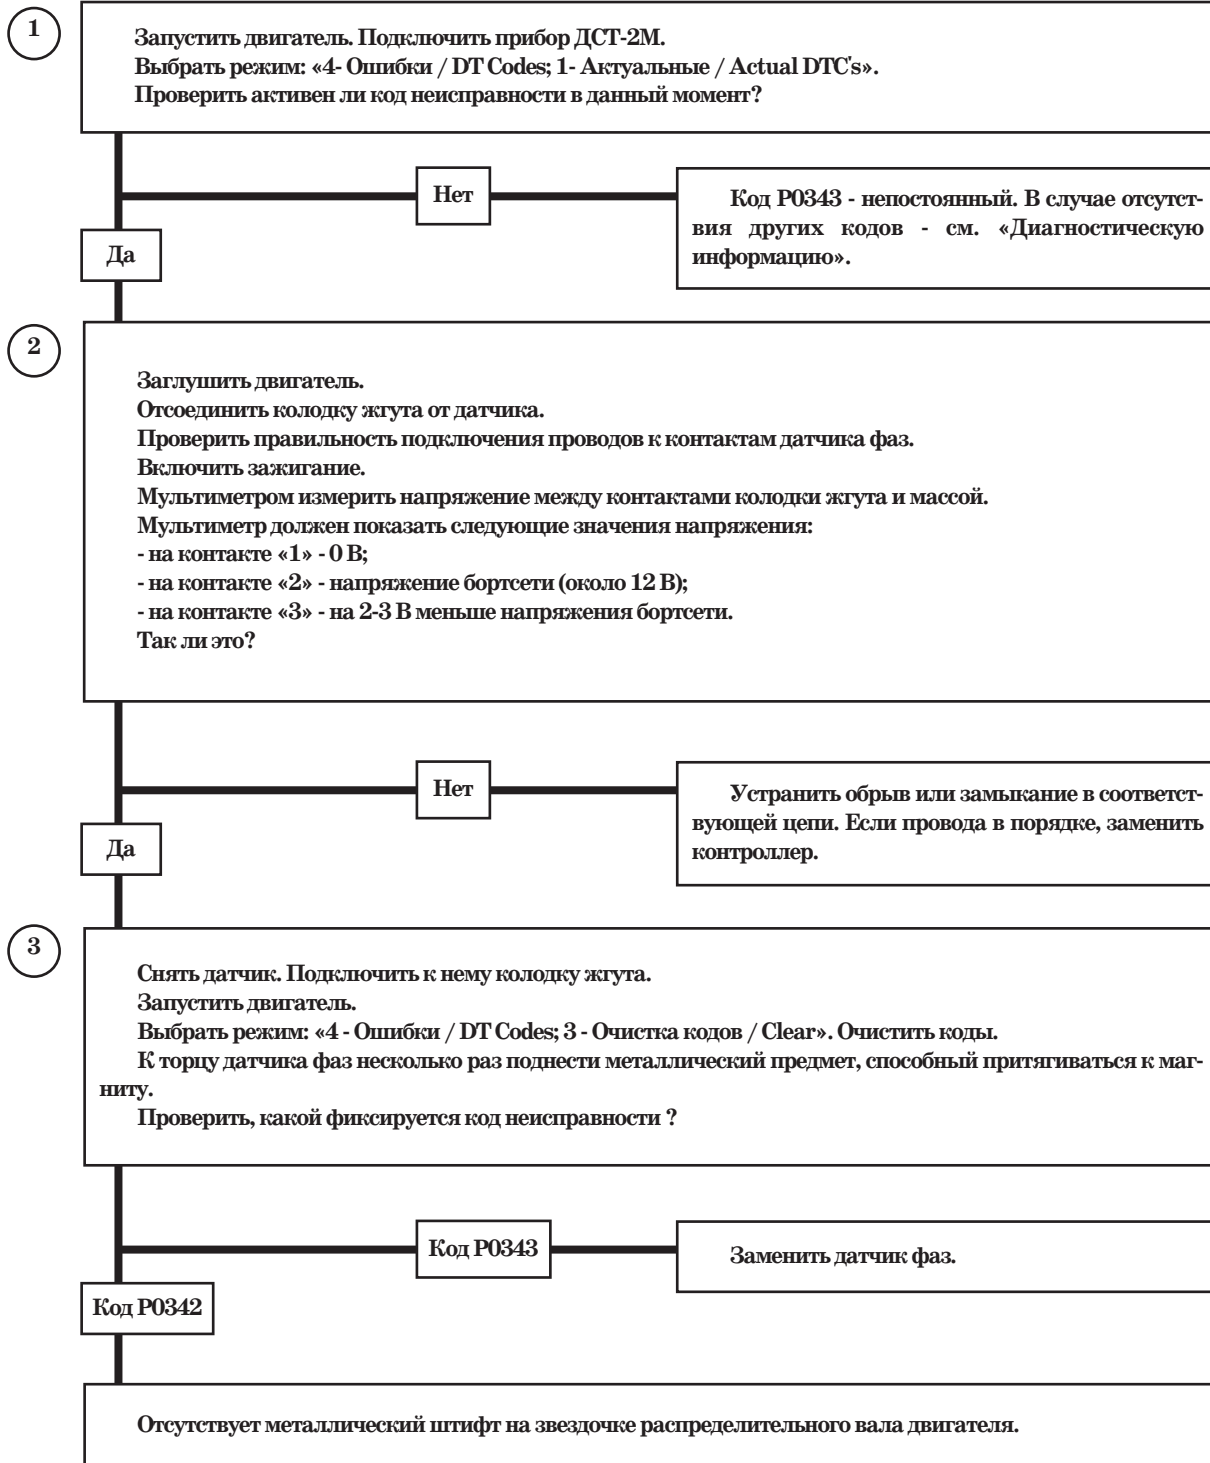 1
Запустить двигатель. Подключить прибор ДСТ-2М.
Выбрать режим: «4- Ошибки / DT Codes; 1- Актуальные / Actual DTC's».
Проверить активен ли код неисправности в данный момент?
Нет
Код Р0343 - непостоянный. В случае отсутст-
вия других кодов - см. «Диагностическую
информацию».
Да
2
Заглушить двигатель.
Отсоединить колодку жгута от датчика.
Проверить правильность подключения проводов к контактам датчика фаз.
Включить зажигание.
Мультиметром измерить напряжение между контактами колодки жгута и массой.
Мультиметр должен показать следующие значения напряжения:
- на контакте «1» - 0 В;
- на контакте «2» - напряжение бортсети (около 12 В);
- на контакте «3» - на 2-3 В меньше напряжения бортсети.
Так ли это?
Нет
Устранить обрыв или замыкание в соответст-
вующей цепи. Если провода в порядке, заменить
контроллер.
Да
3
Снять датчик. Подключить к нему колодку жгута.
Запустить двигатель.
Выбрать режим: «4 - Ошибки / DT Codes; 3 - Очистка кодов / Clear». Очистить коды.
К торцу датчика фаз несколько раз поднести металлический предмет, способный притягиваться к маг-
ниту.
Проверить, какой фиксируется код неисправности ?
Код Р0343
Заменить датчик фаз.
Код Р0342
Отсутствует металлический штифт на звездочке распределительного вала двигателя.